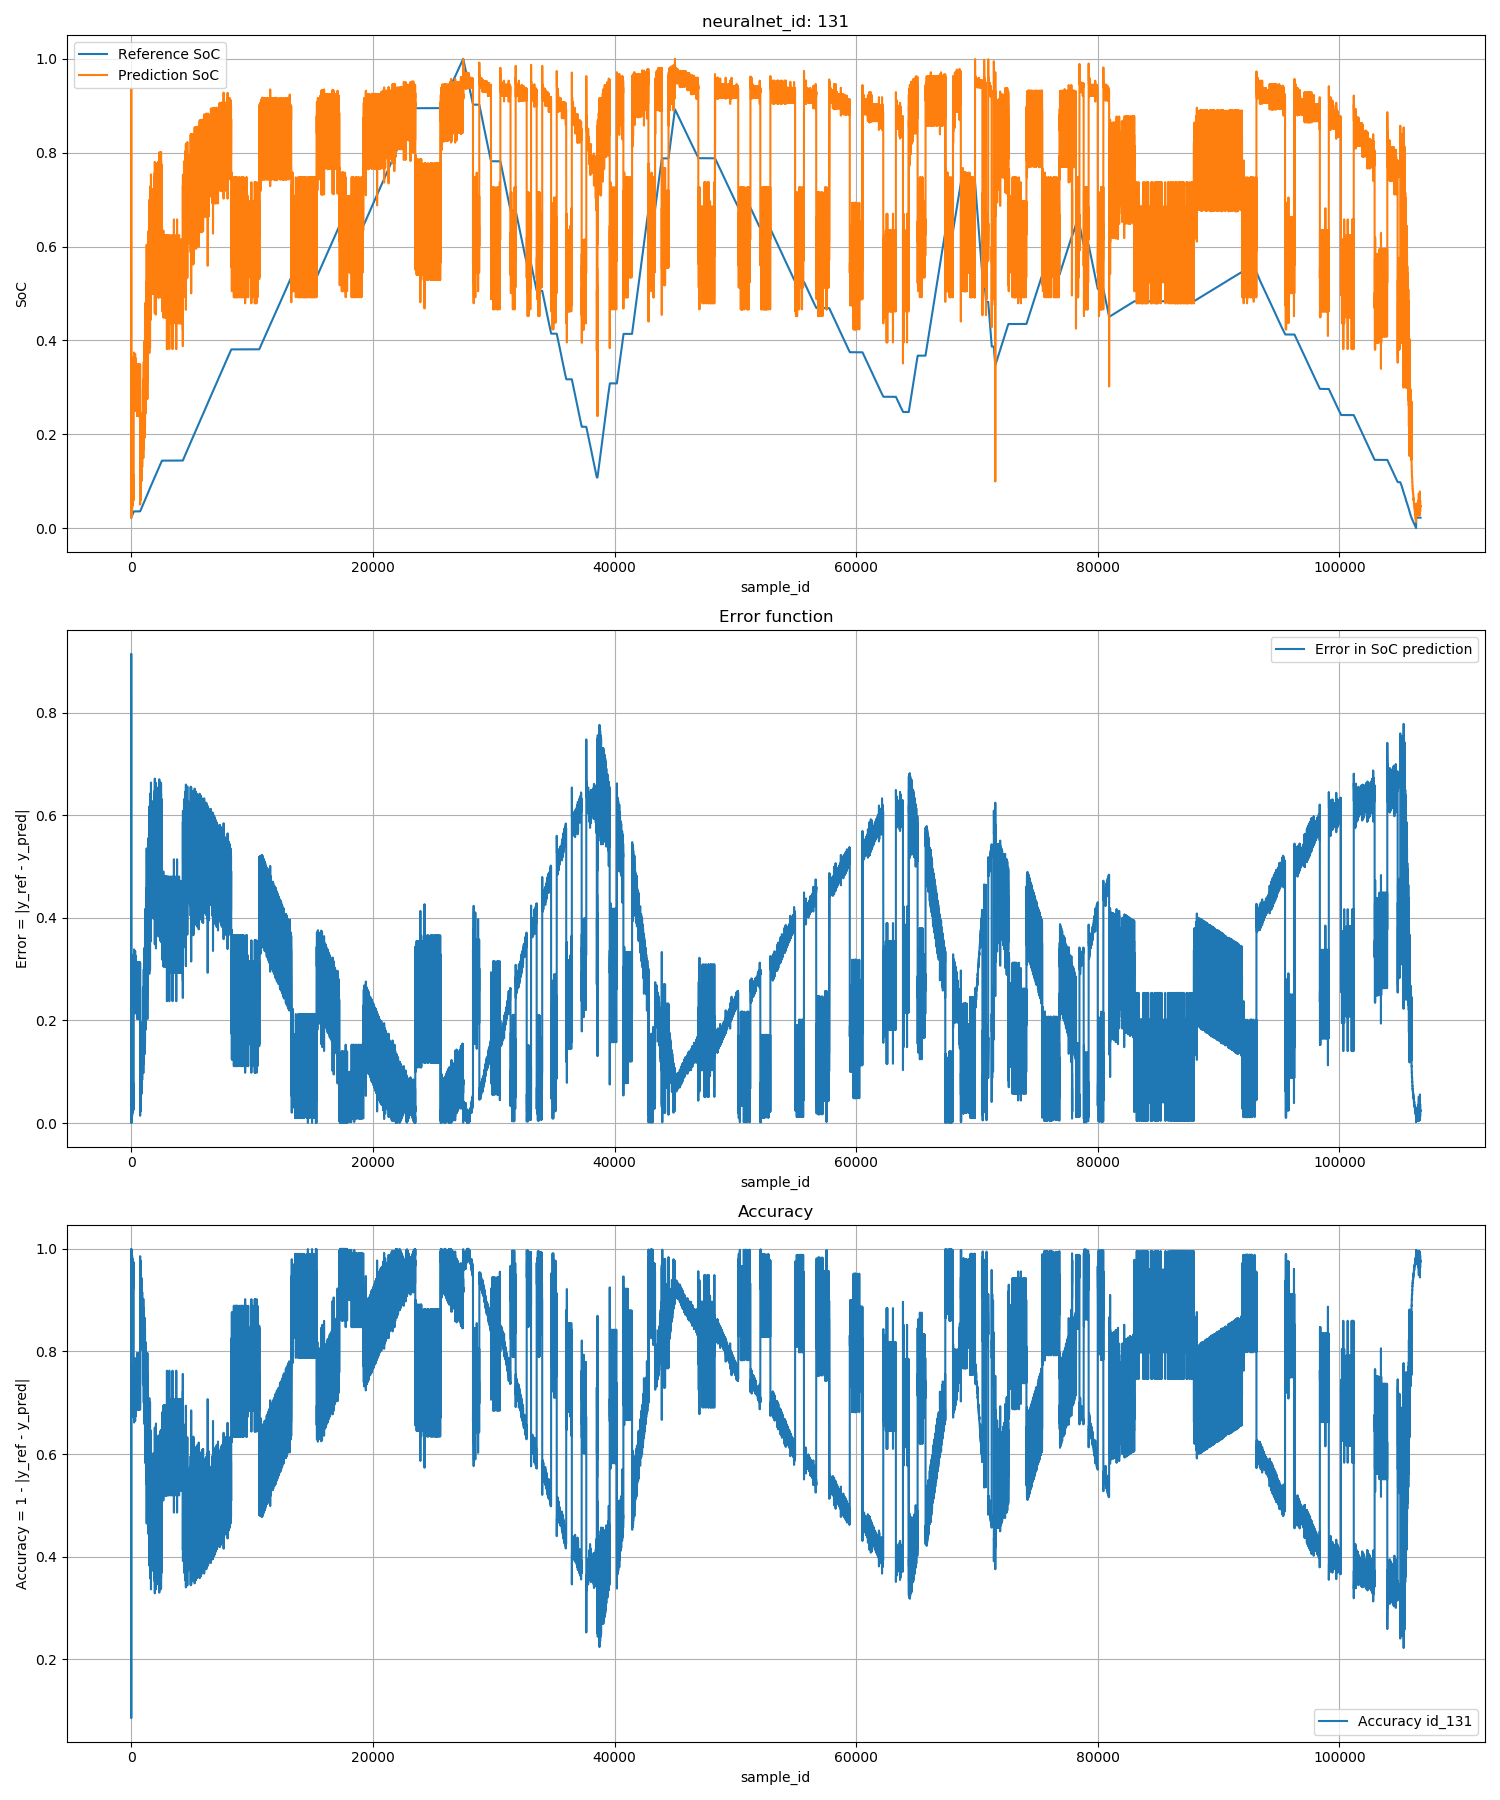 neuralnet_id: 131
Reference SoC
Prediction SoC
SoC
1.0
0.8
0.6
0.4
0.2
0.0
0 20000 40000 60000 80000 100000
sample_id
Error function
Error in SoC prediction
Error = |y_ref - y_pred|
0.8
0.6
0.4
0.2
0.0
0 20000 40000 60000 80000 100000
sample_id
Accuracy
Accuracy = 1 - |y_ref - y_pred|
1.0
0.8
0.6
0.4
0.2
Accuracy id_131
0 20000 40000 60000 80000 100000
sample_id